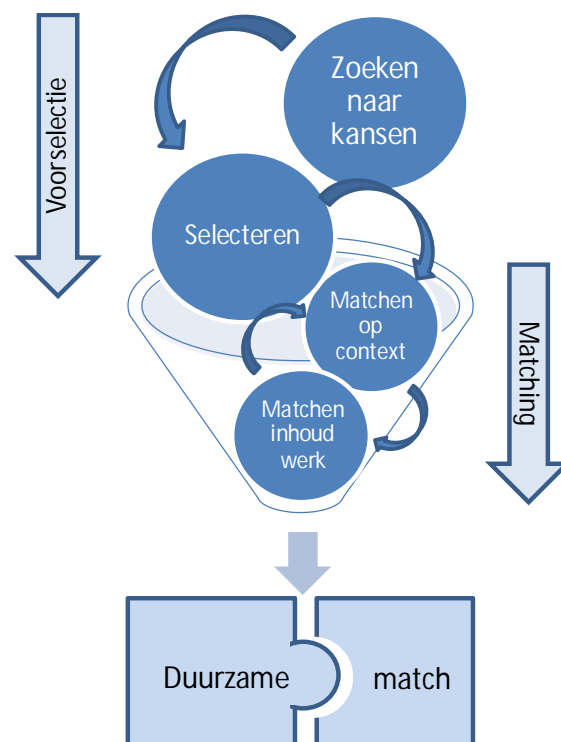 Voorselectie
Zoeken
naar
kansen
Selecteren
Matchen
op
context
Matchen
inhoud
werk
Matching
Duurzame
match